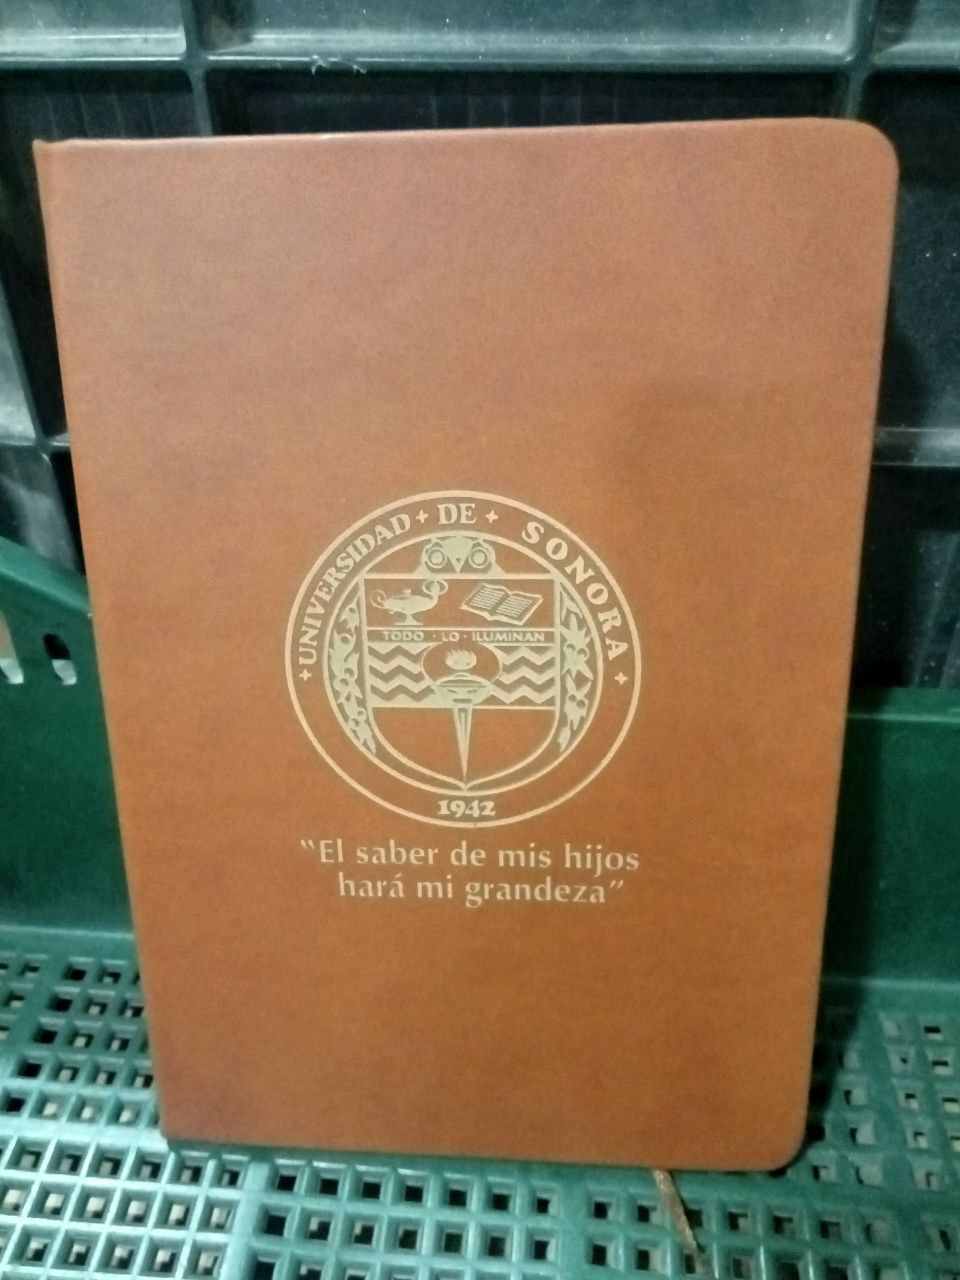 UNIVERSIDAD + DE + SONORA
TODO · LO · ILUMINAN
1942
“El saber de mis hijos
hará mi grandeza”